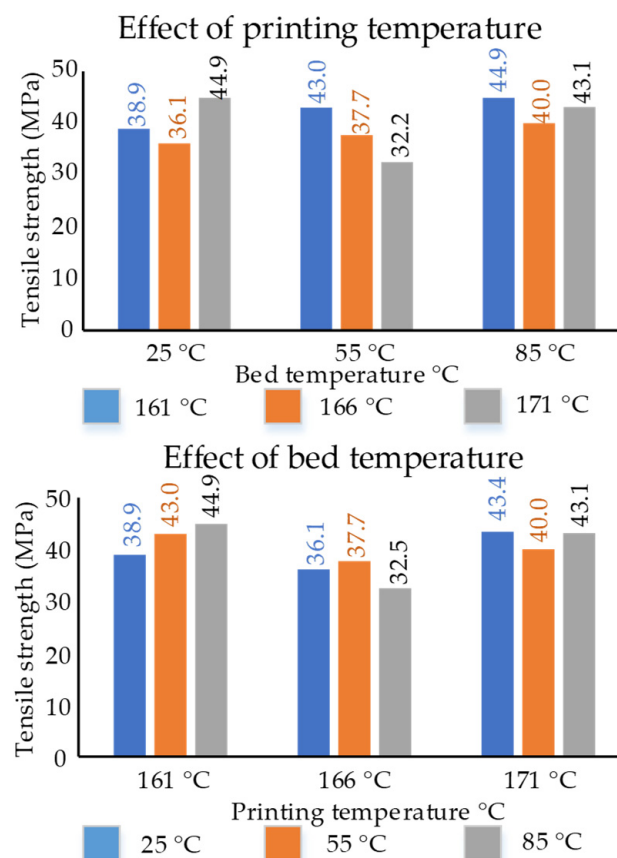 Effect of printing temperature
Tensile strength (MPa)
50
40
30
20
10
0
38.9 36.1 44.9 43.0 37.7 32.2 44.9 40.0 43.1
25 °C 55 °C 85 °C
Bed temperature °C
161 °C 166 °C 171 °C
Effect of bed temperature
Tensile strength (MPa)
50
40
30
20
10
0
38.9 43.0 44.9 36.1 37.7 32.5 43.4 40.0 43.1
161 °C 166 °C 171 °C
Printing temperature °C
25 °C 55 °C 85 °C